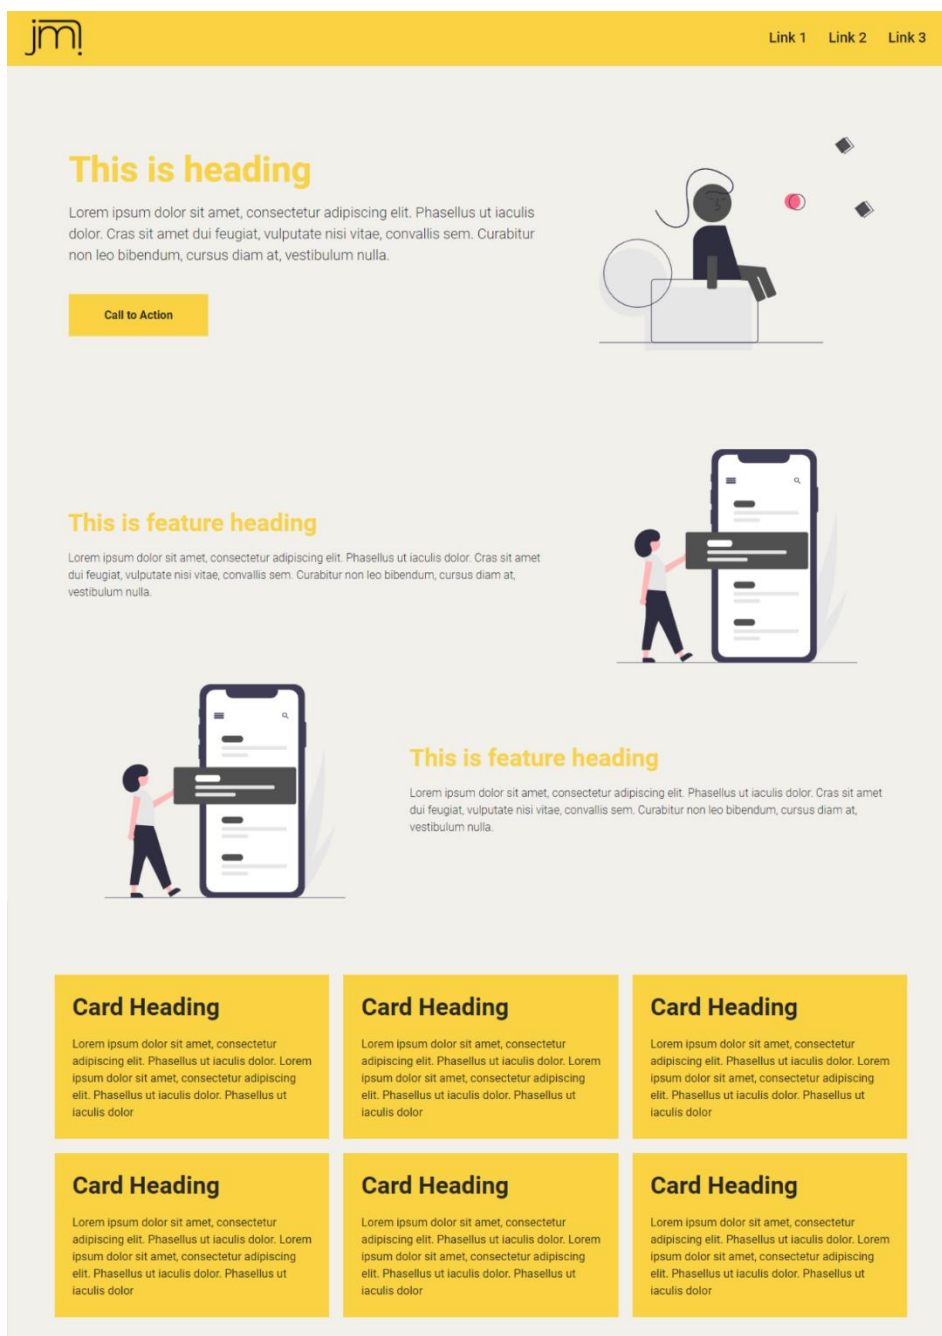 jm
Link 1 Link 2 Link 3
This is heading
Lorem ipsum dolor sit amet, consectetur adipiscing elit. Phasellus ut iaculis
dolor. Cras sit amet dui feugiat, vulputate nisi vitae, convallis sem. Curabitur
non leo bibendum, cursus diam at, vestibulum nulla.
Call to Action
This is feature heading
Lorem ipsum dolor sit amet, consectetur adipiscing elit. Phasellus ut iaculis dolor. Cras sit amet
dui feugiat, vulputate nisi vitae, convallis sem. Curabitur non leo bibendum, cursus diam at,
vestibulum nulla.
This is feature heading
Lorem ipsum dolor sit amet, consectetur adipiscing elit. Phasellus ut iaculis dolor. Cras sit amet
dui feugiat, vulputate nisi vitae, convallis sem. Curabitur non leo bibendum, cursus diam at,
vestibulum nulla.
Card Heading
Lorem ipsum dolor sit amet, consectetur
adipiscing elit. Phasellus ut iaculis dolor. Lorem
ipsum dolor sit amet, consectetur adipiscing
elit. Phasellus ut iaculis dolor. Phasellus ut
iaculis dolor
Card Heading
Lorem ipsum dolor sit amet, consectetur
adipiscing elit. Phasellus ut iaculis dolor. Lorem
ipsum dolor sit amet, consectetur adipiscing
elit. Phasellus ut iaculis dolor. Phasellus ut
iaculis dolor
Card Heading
Lorem ipsum dolor sit amet, consectetur
adipiscing elit. Phasellus ut iaculis dolor. Lorem
ipsum dolor sit amet, consectetur adipiscing
elit. Phasellus ut iaculis dolor. Phasellus ut
iaculis dolor
Card Heading
Lorem ipsum dolor sit amet, consectetur
adipiscing elit. Phasellus ut iaculis dolor. Lorem
ipsum dolor sit amet, consectetur adipiscing
elit. Phasellus ut iaculis dolor. Phasellus ut
iaculis dolor
Card Heading
Lorem ipsum dolor sit amet, consectetur
adipiscing elit. Phasellus ut iaculis dolor. Lorem
ipsum dolor sit amet, consectetur adipiscing
elit. Phasellus ut iaculis dolor. Phasellus ut
iaculis dolor
Card Heading
Lorem ipsum dolor sit amet, consectetur
adipiscing elit. Phasellus ut iaculis dolor. Lorem
ipsum dolor sit amet, consectetur adipiscing
elit. Phasellus ut iaculis dolor. Phasellus ut
iaculis dolor